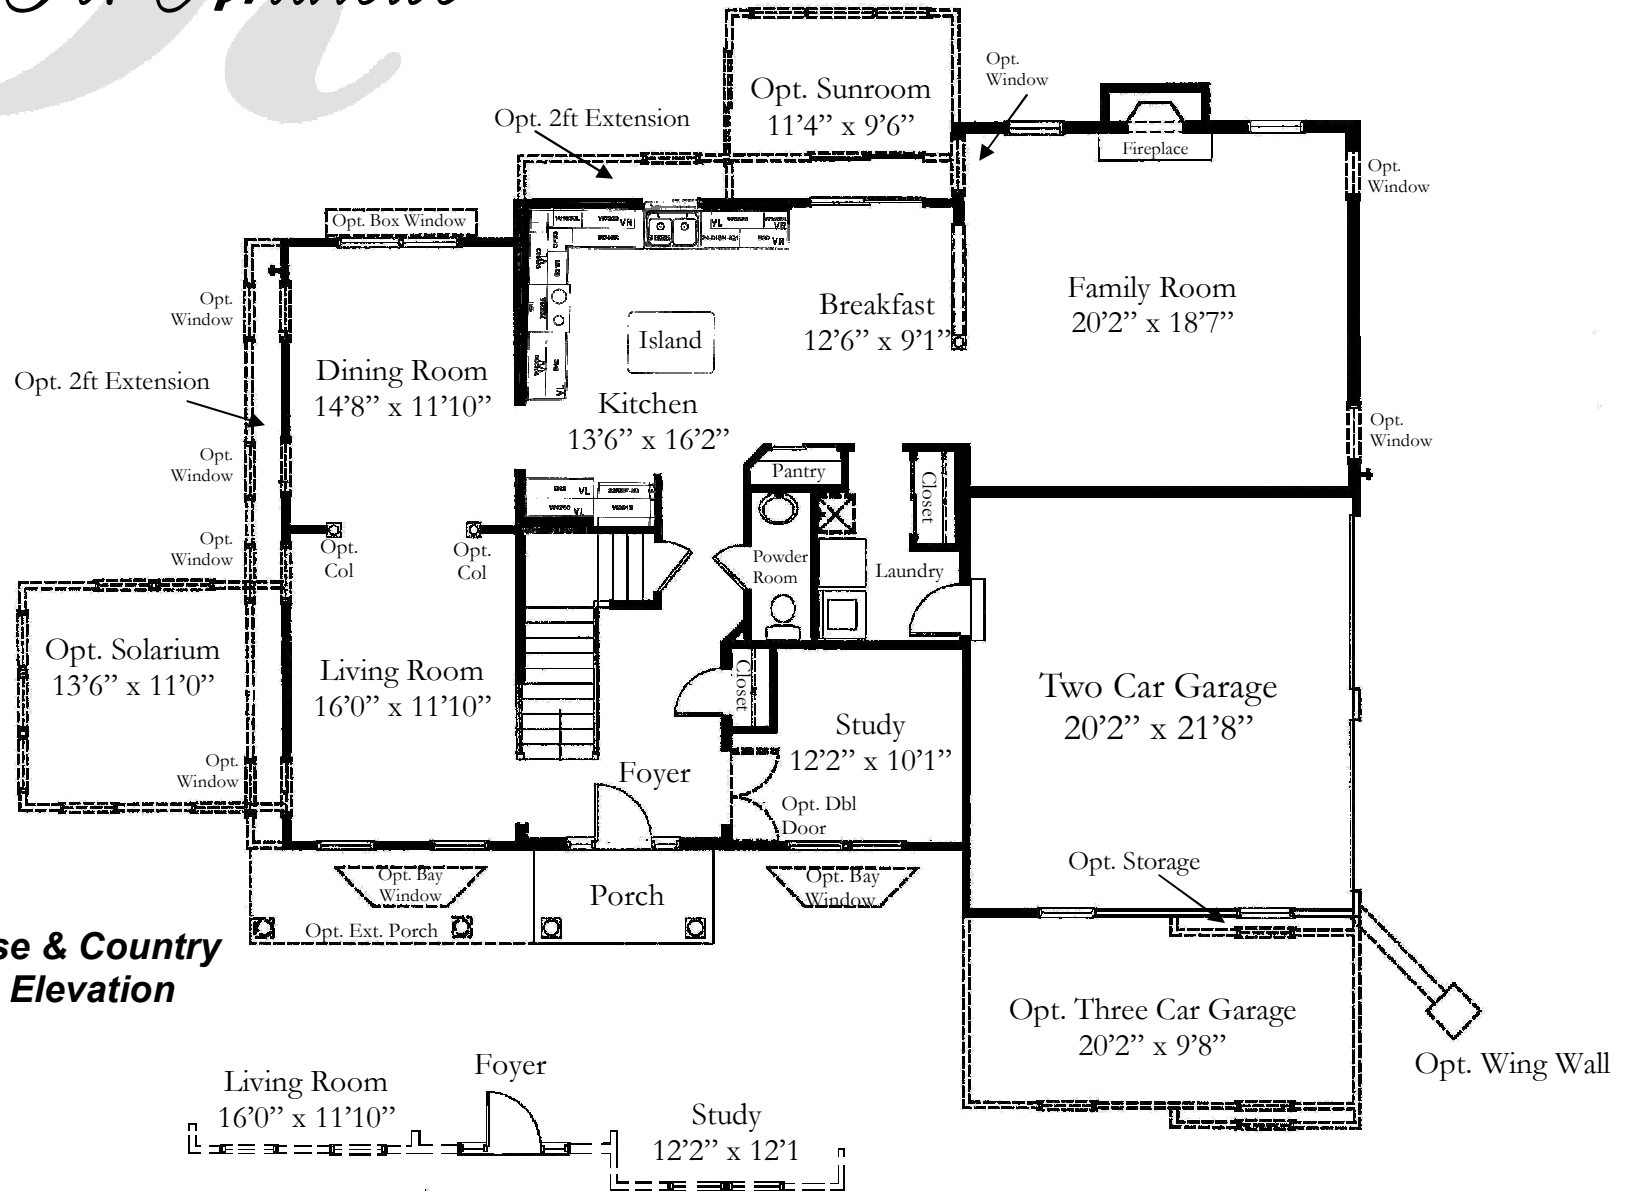 Opt. Sunroom
11'4" x 9'6"
Opt.
Window
Opt. 2ft Extension
Fireplace
Opt.
Window
Opt. Box Window
Family Room
20'2" x 18'7"
Breakfast
12'6" x 9'1"
Opt.
Window
Island
Opt. 2ft Extension
Dining Room
14'8" x 11'10"
Kitchen
13'6" x 16'2"
Opt.
Window
Opt.
Window
Pantry
Closet
Opt.
Window
Opt.
Col
Opt.
Col
Powder
Room
Laundry
Opt. Solarium
13'6" x 11'0"
Living Room
16'0" x 11'10"
Closet
Two Car Garage
20'2" x 21'8"
Study
12'2" x 10'1"
Opt.
Window
Foyer
Opt. Dbl
Door
Opt. Storage
Opt. Bay
Window
Porch
Opt. Bay
Window
Opt. Ext. Porch
se & Country
Elevation
Opt. Three Car Garage
20'2" x 9'8"
Opt. Wing Wall
Foyer
Living Room
16'0" x 11'10"
Study
12'2" x 12'1